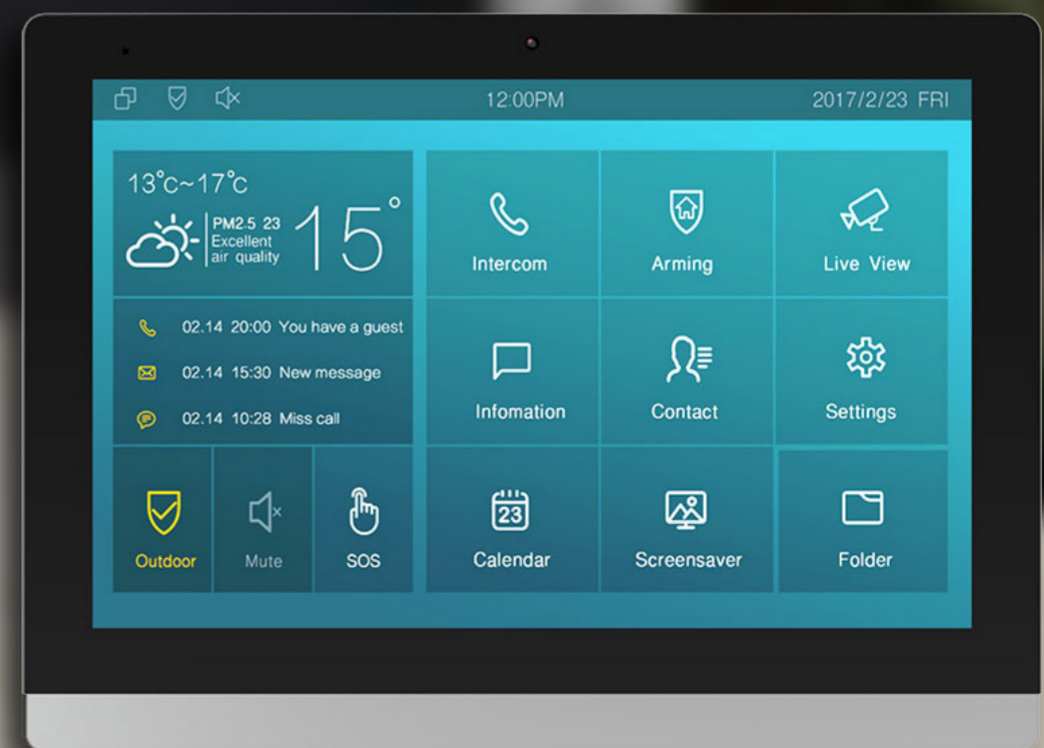 12:00PM
2017/2/23 FRI
13°c~17°c
PM2.5 23
Excellent
air quality
15°
02.14 20:00 You have a guest
02.14 15:30 New message
02.14 10:28 Miss call
Outdoor
Mute
SOS
Intercom
Arming
Live View
Infomation
Contact
Settings
23
Calendar
Screensaver
Folder